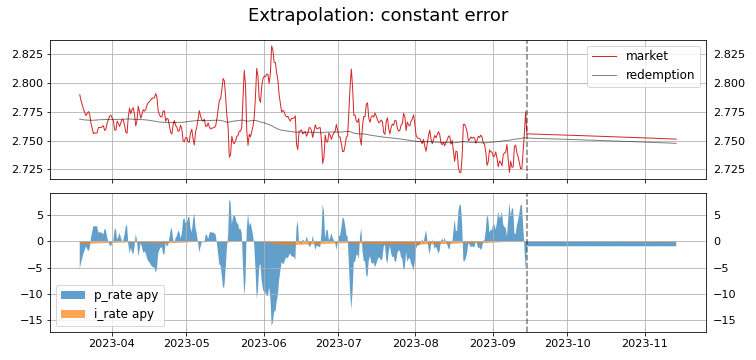 Extrapolation: constant error
2.825 2.825
2.800 2.800
2.775 2.775
2.750 2.750
2.725 2.725
market
redemption
5 5
0 0
−5 −5
−10 −10
−15 −15
p_rate apy
i_rate apy
2023-04 2023-05 2023-06 2023-07 2023-08 2023-09 2023-10 2023-11